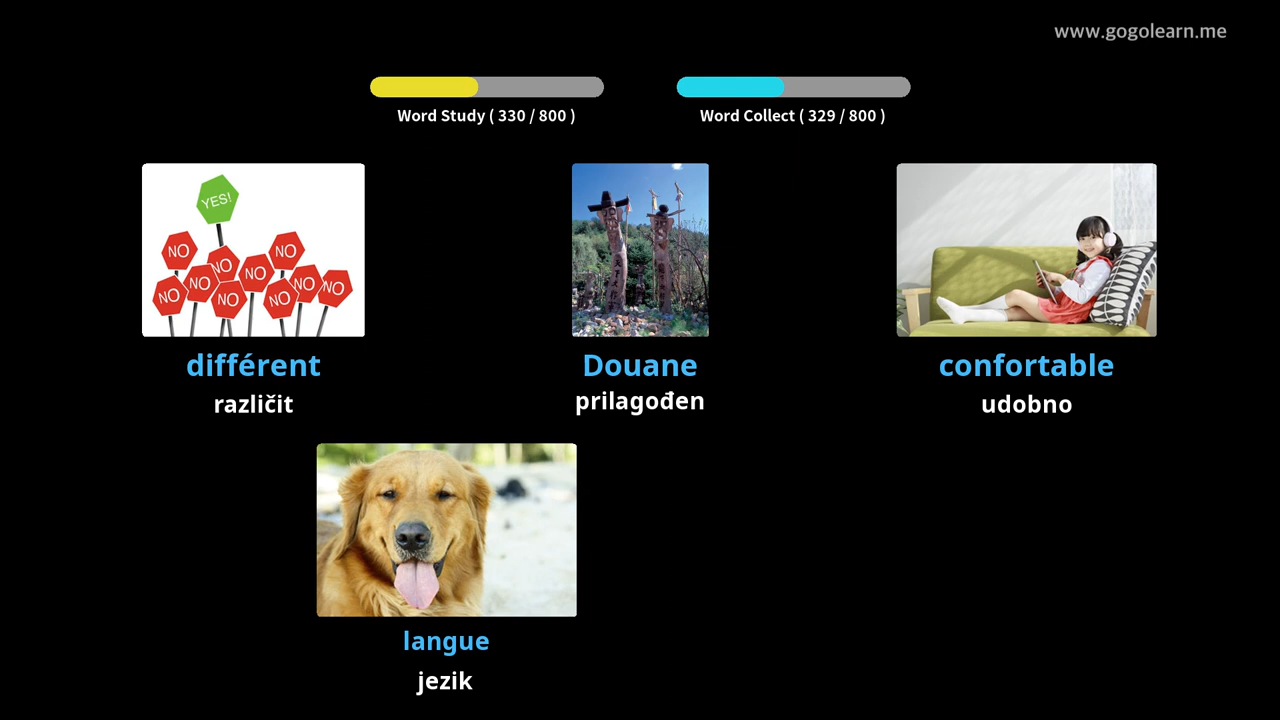 www.gogolearn.me
Word Study ( 330 / 800 )
Word Collect ( 329 / 800 )
YES!
NO
NO
NO
NO
NO
NO
NO
NO
NO
NO
différent
Douane
confortable
različit
prilagođen
udobno
langue
jezik